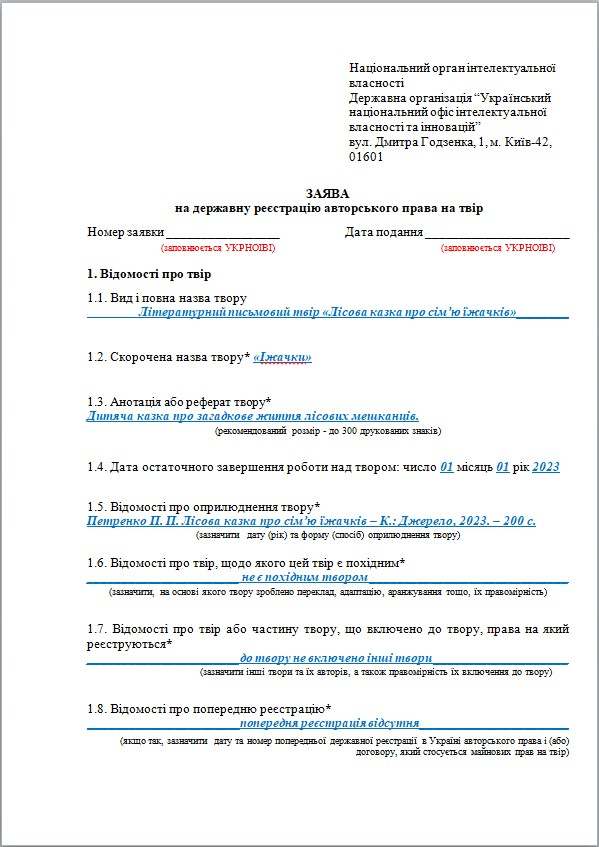 Національний орган інтелектуальної
власності
Державна організація “Український
національний офіс інтелектуальної
власності та інновацій”
вул. Дмитра Годзенка, 1, м. Київ-42,
01601
ЗАЯВА
на державну реєстрацію авторського права на твір
Номер заявки __________________ Дата подання _______________________
(заповнюється УКРНОІВІ) (заповнюється УКРНОІВІ)
1. Відомості про твір
1.1. Вид і повна назва твору
Літературний письмовий твір «Лісова казка про сім’ю їжачків»
1.2. Скорочена назва твору* «Їжачки»
1.3. Анотація або реферат твору*
Дитяча казка про загадкове життя лісових мешканців.
(рекомендований розмір - до 300 друкованих знаків)
1.4. Дата остаточного завершення роботи над твором: число 01 місяць 01 рік 2023
1.5. Відомості про оприлюднення твору*
Петренко П. П. Лісова казка про сім’ю їжачків – К.: Джерело, 2023. – 200 с.
(зазначити дату (рік) та форму (спосіб) оприлюднення твору)
1.6. Відомості про твір, щодо якого цей твір є похідним*
не є похідним твором
(зазначити, на основі якого твору зроблено переклад, адаптацію, аранжування тощо, їх правомірність)
1.7. Відомості про твір або частину твору, що включено до твору, права на який
реєструються*
до твору не включено інші твори
(зазначити інші твори та їх авторів, а також правомірність їх включення до твору)
1.8. Відомості про попередню реєстрацію*
попередня реєстрація відсутня
(якщо так, зазначити дату та номер попередньої державної реєстрації в Україні авторського права і (або)
договору, який стосується майнових прав на твір)